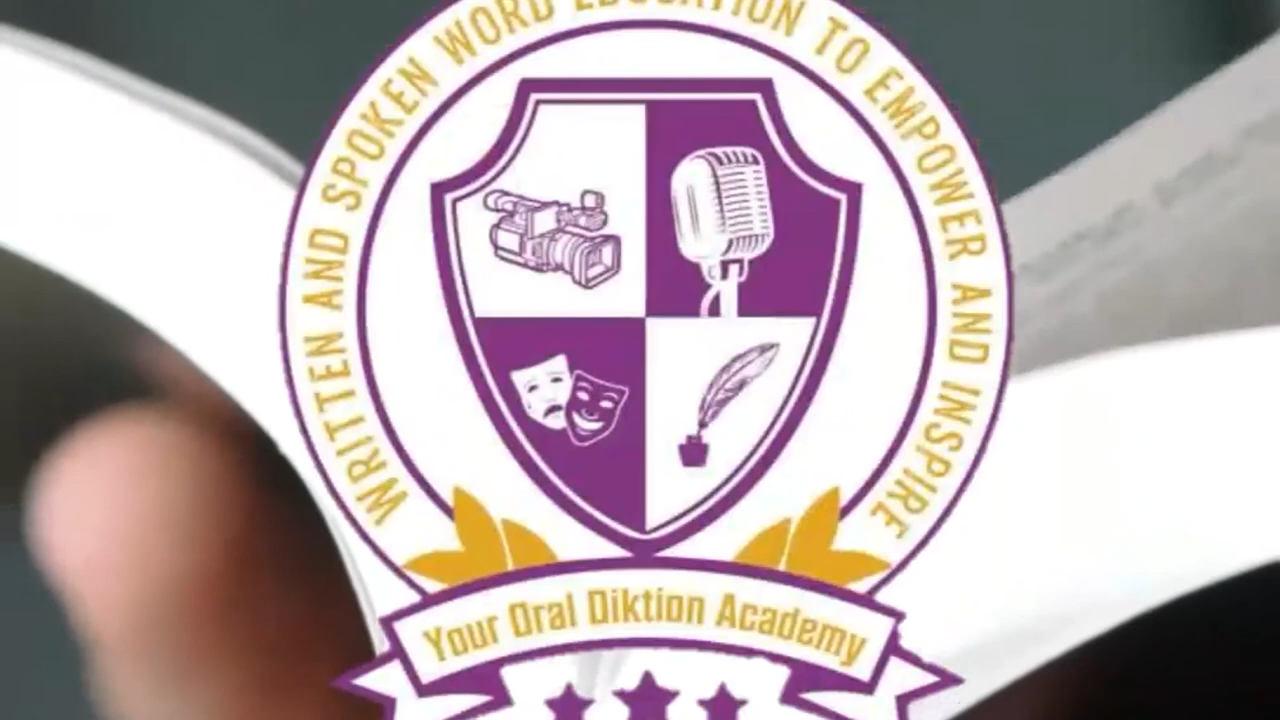 WRITTEN AND SPOKEN WORD EDUCATION TO EMPOWER AND INSPIRE
Your Oral Diktion Academy